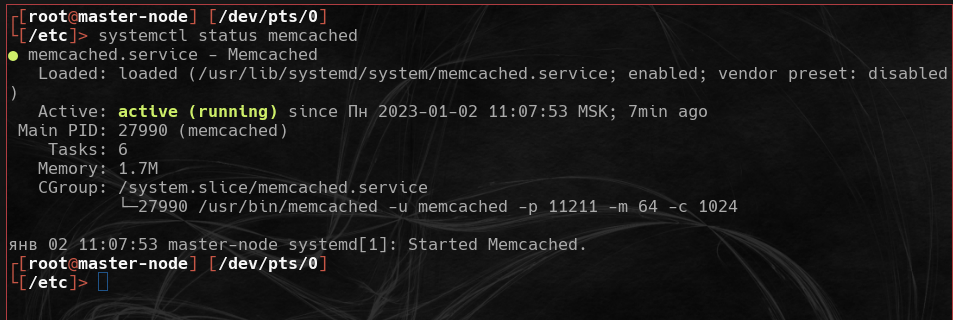 ┌[root@master-node] [/dev/pts/0]
└[/etc]> systemctl status memcached
● memcached.service - Memcached
   Loaded: loaded (/usr/lib/systemd/system/memcached.service; enabled; vendor preset: disabled
)
   Active: active (running) since Пн 2023-01-02 11:07:53 MSK; 7min ago
 Main PID: 27990 (memcached)
    Tasks: 6
   Memory: 1.7M
   CGroup: /system.slice/memcached.service
           └─27990 /usr/bin/memcached -u memcached -p 11211 -m 64 -c 1024

янв 02 11:07:53 master-node systemd[1]: Started Memcached.
┌[root@master-node] [/dev/pts/0]
└[/etc]>